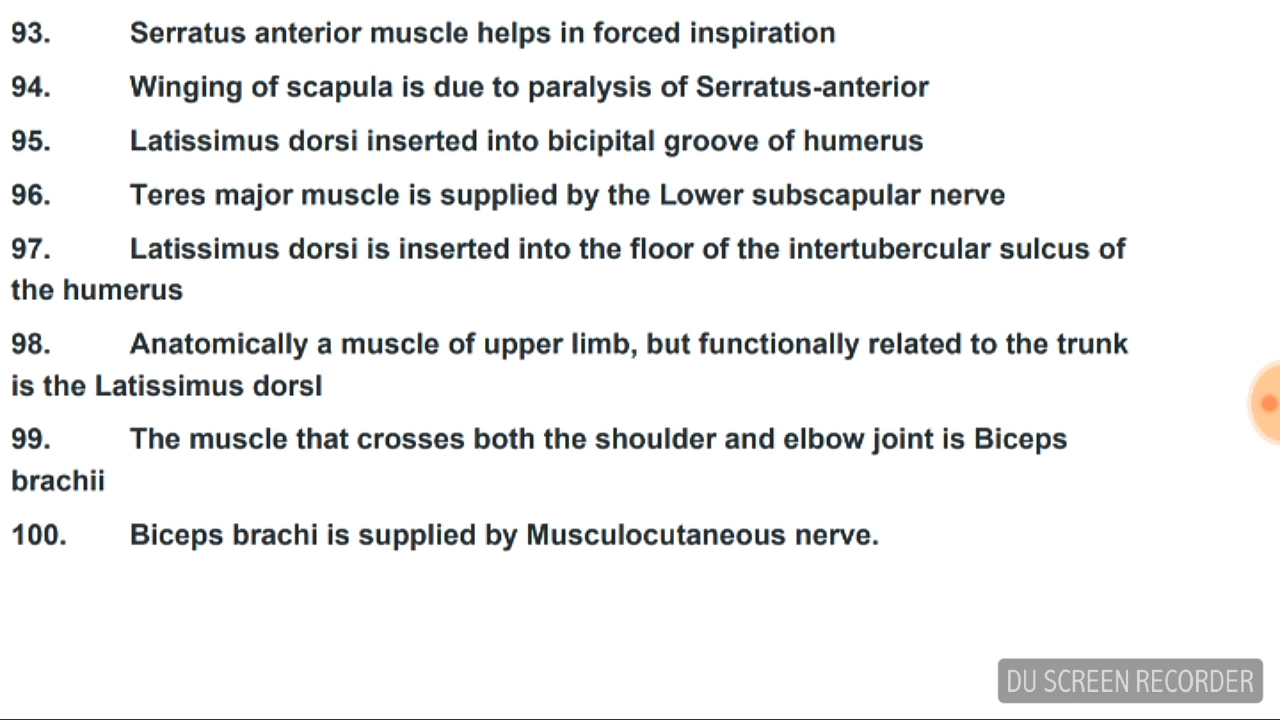 93. Serratus anterior muscle helps in forced inspiration
94. Winging of scapula is due to paralysis of Serratus-anterior
95. Latissimus dorsi inserted into bicipital groove of humerus
96. Teres major muscle is supplied by the Lower subscapular nerve
97. Latissimus dorsi is inserted into the floor of the intertubercular sulcus of
the humerus
98. Anatomically a muscle of upper limb, but functionally related to the trunk
is the Latissimus dorsI
99. The muscle that crosses both the shoulder and elbow joint is Biceps
brachii
100. Biceps brachi is supplied by Musculocutaneous nerve.
DU SCREEN RECORDER